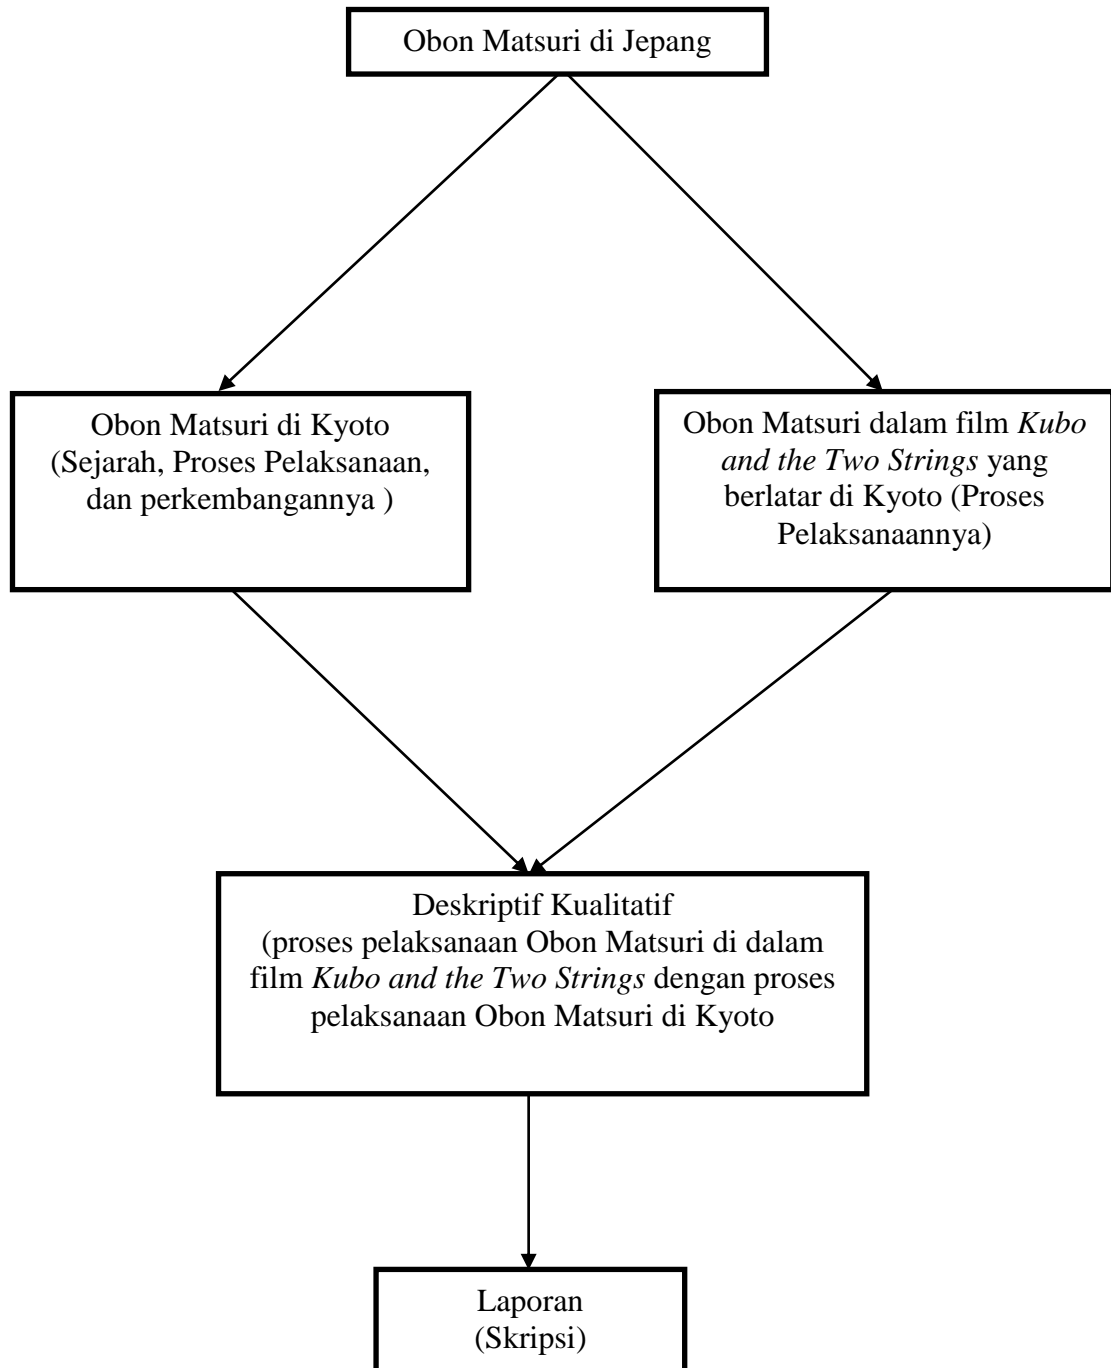 Obon Matsuri di Jepang
Obon Matsuri di Kyoto
(Sejarah, Proses Pelaksanaan,
dan perkembangannya )
Obon Matsuri dalam film Kubo
and the Two Strings yang
berlatar di Kyoto (Proses
Pelaksanaannya)
Deskriptif Kualitatif
(proses pelaksanaan Obon Matsuri di dalam
film Kubo and the Two Strings dengan proses
pelaksanaan Obon Matsuri di Kyoto
Laporan
(Skripsi)